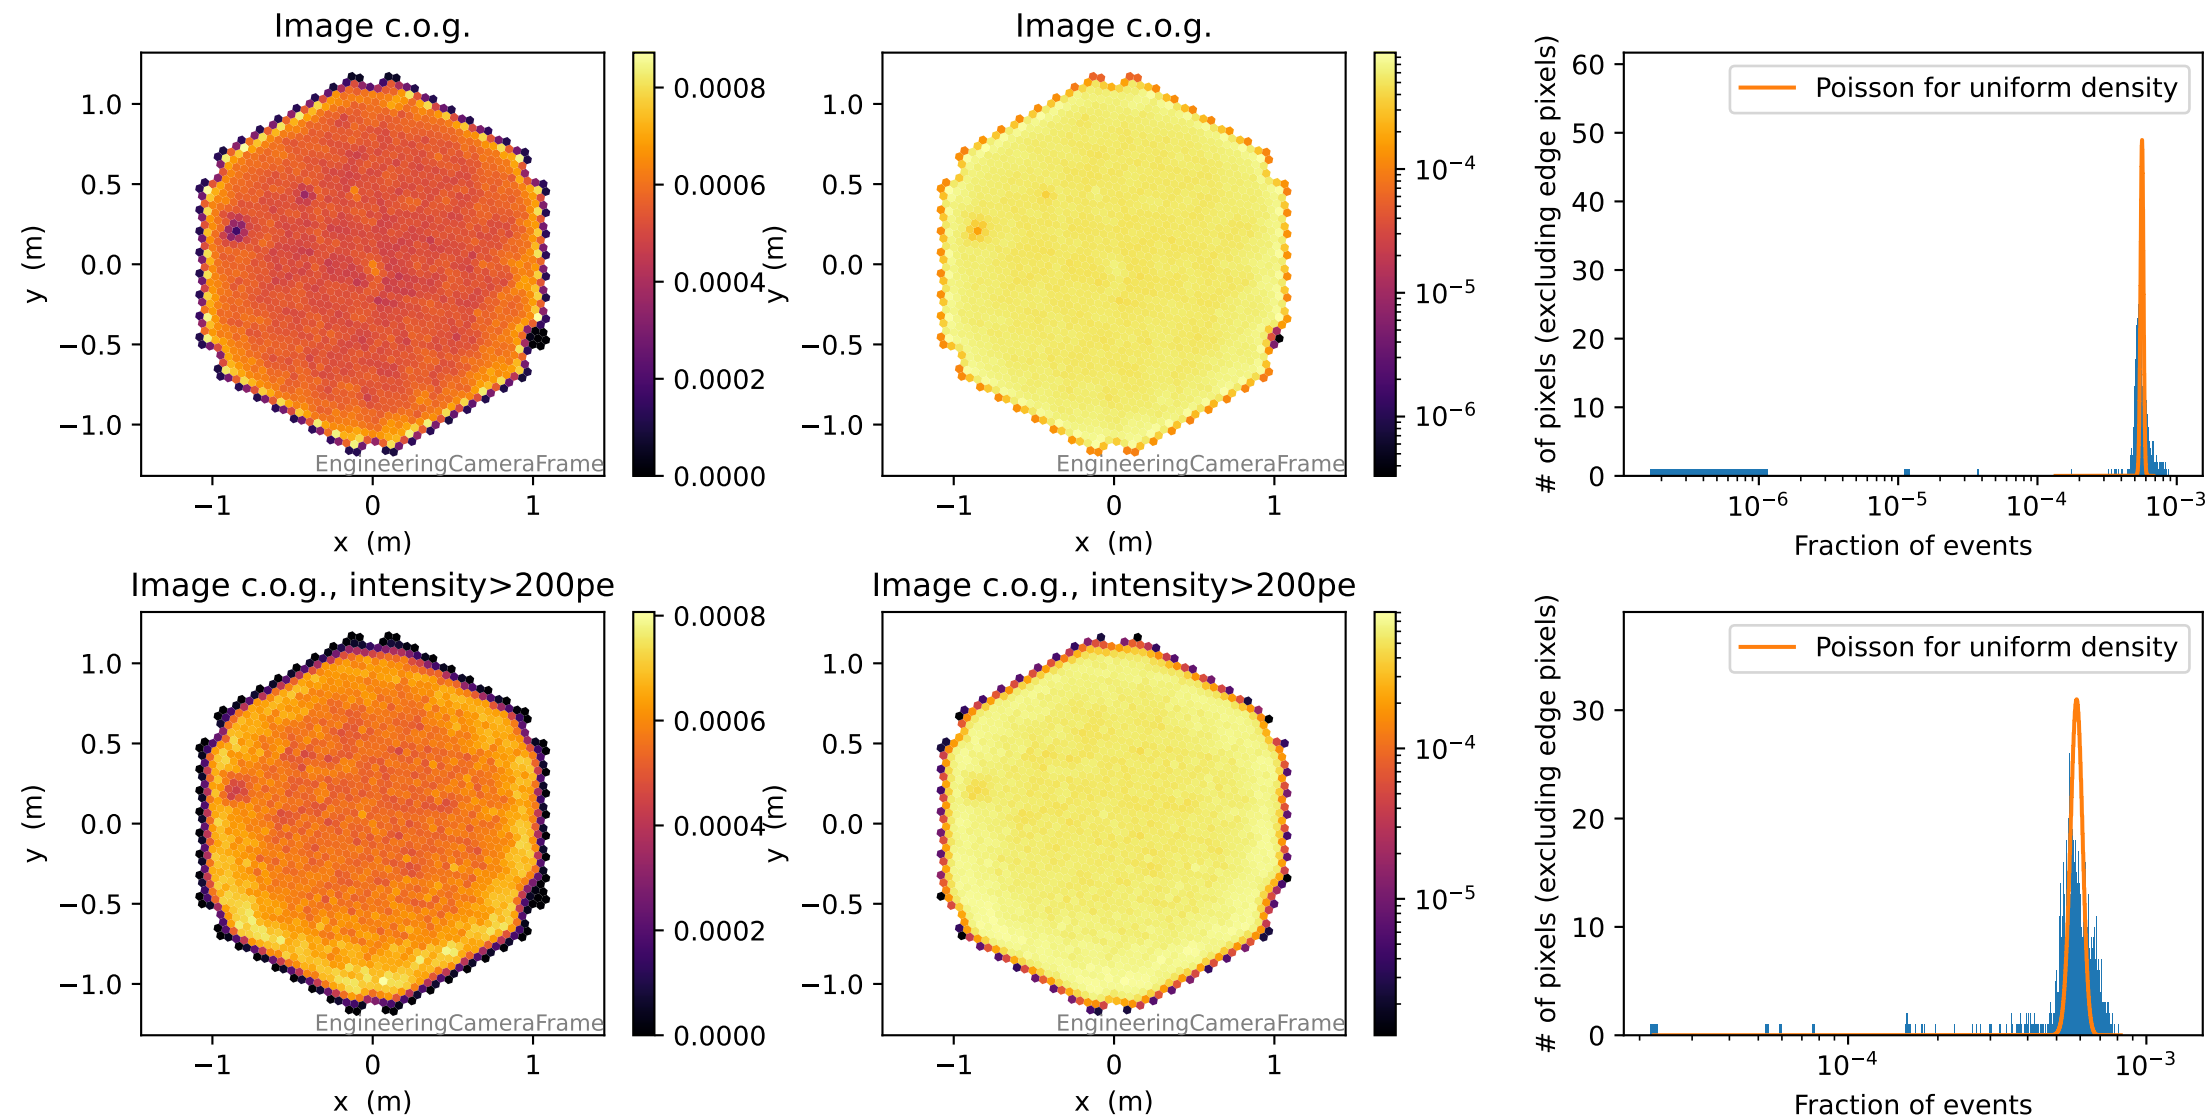 Image c.o.g.
1.0
0.5
0.0
−0.5
−1.0
y (m)
−1
0
1
x (m)
EngineeringCameraFrame
0.0008
0.0006
0.0004
0.0002
0.0000
Image c.o.g.
1.0
0.5
0.0
−0.5
−1.0
y (m)
−1
0
1
x (m)
EngineeringCameraFrame
10⁻⁴
10⁻⁵
10⁻⁶
Poisson for uniform density
60
50
40
30
20
10
0
# of pixels (excluding edge pixels)
10⁻⁶
10⁻⁵
10⁻⁴
10⁻³
Fraction of events
Image c.o.g., intensity>200pe
1.0
0.5
0.0
−0.5
−1.0
y (m)
−1
0
1
x (m)
EngineeringCameraFrame
0.0008
0.0006
0.0004
0.0002
0.0000
Image c.o.g., intensity>200pe
1.0
0.5
0.0
−0.5
−1.0
y (m)
−1
0
1
x (m)
EngineeringCameraFrame
10⁻⁴
10⁻⁵
Poisson for uniform density
30
20
10
0
# of pixels (excluding edge pixels)
10⁻⁴
10⁻³
Fraction of events